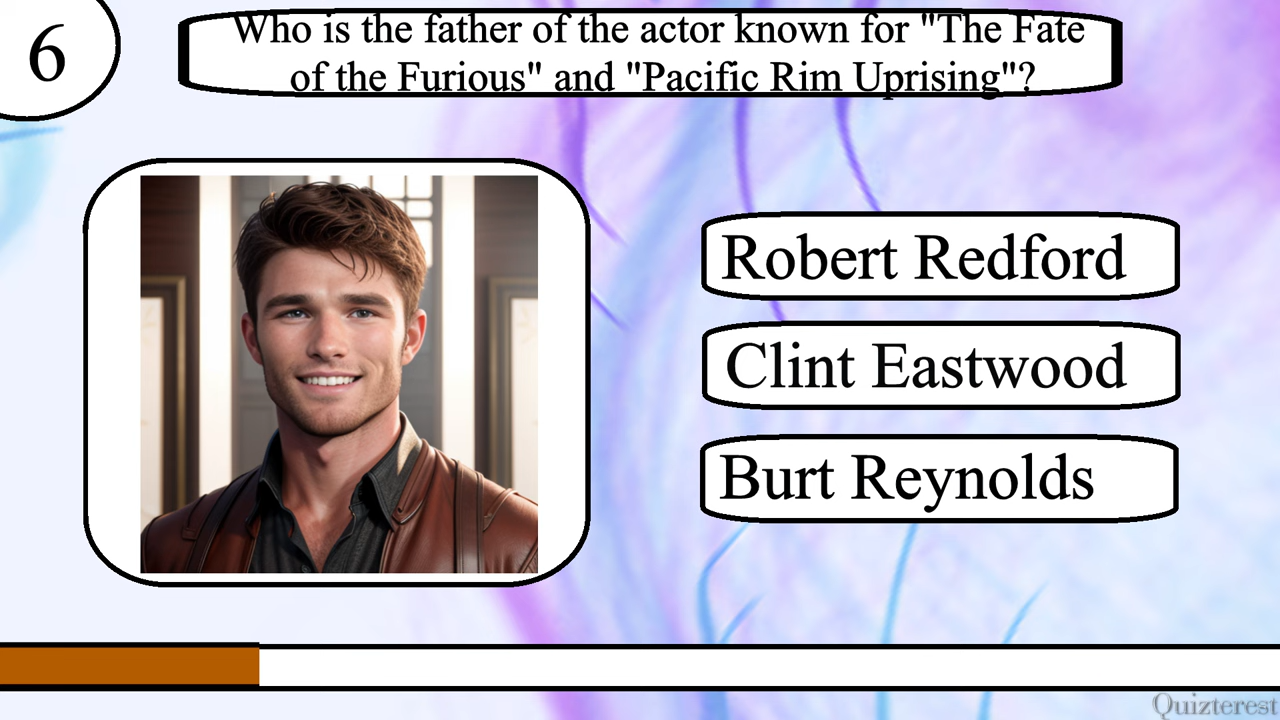 6
Who is the father of the actor known for "The Fate
of the Furious" and "Pacific Rim Uprising"?
Robert Redford
Clint Eastwood
Burt Reynolds
Quizterest